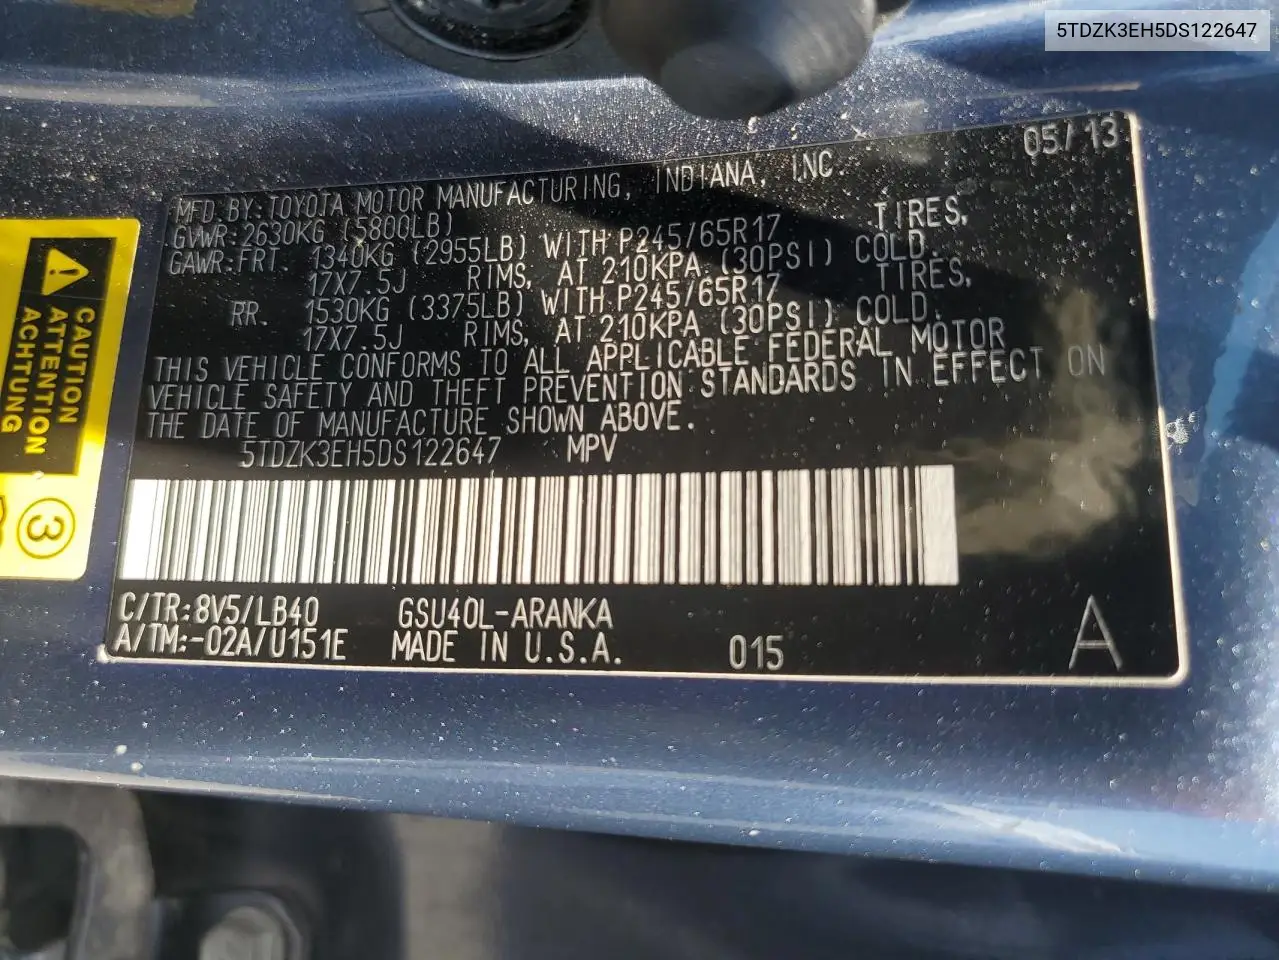 5TDZK3EH5DS122647
05/13
MFD. BY: TOYOTA MOTOR MANUFACTURING, INDIANA, INC.
GVWR: 2630KG (5800LB)
GAWR: FRT. 1340KG (2955LB) WITH P245/65R17 TIRES,
17X7.5J RIMS, AT 210KPA (30PSI) COLD.
RR. 1530KG (3375LB) WITH P245/65R17 TIRES,
17X7.5J RIMS, AT 210KPA (30PSI) COLD.
THIS VEHICLE CONFORMS TO ALL APPLICABLE FEDERAL MOTOR
VEHICLE SAFETY AND THEFT PREVENTION STANDARDS IN EFFECT ON
THE DATE OF MANUFACTURE SHOWN ABOVE.
5TDZK3EH5DS122647 MPV
C/TR: 8V5/LB40 GSU40L-ARANKA
A/TM: -02A/U151E MADE IN U.S.A. 015
A
CAUTION
ATTENTION
ACHTUNG
3